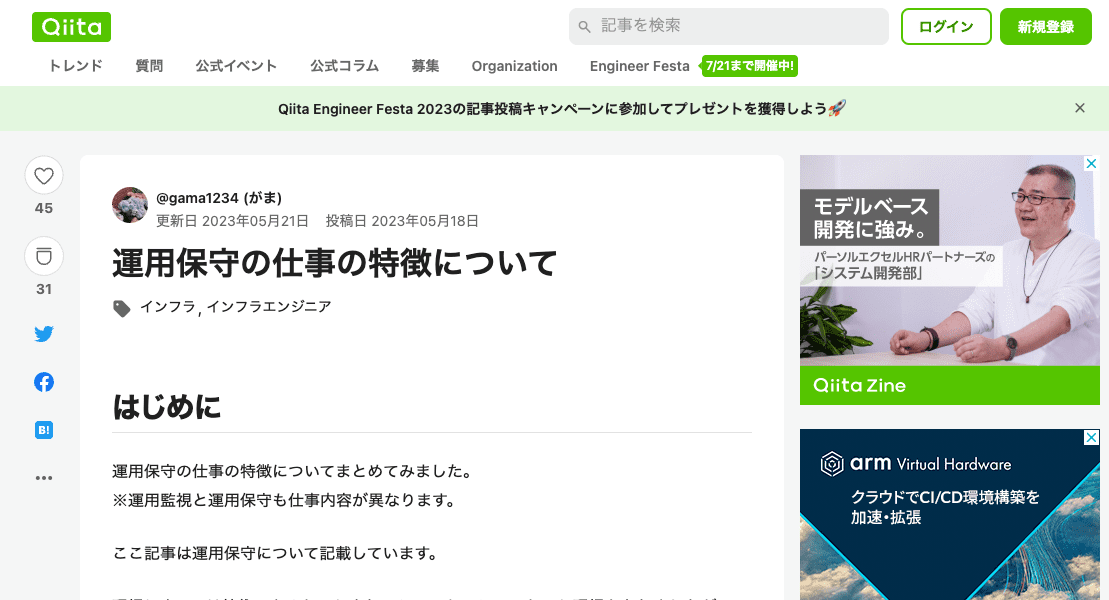 Qiita
記事を検索
ログイン
新規登録
トレンド 質問 公式イベント 公式コラム 募集 Organization Engineer Festa 7/21まで開催中!
Qiita Engineer Festa 2023の記事投稿キャンペーンに参加してプレゼントを獲得しよう🚀
45
31
B!
@gama1234 (がま)
更新日 2023年05月21日 投稿日 2023年05月18日
運用保守の仕事の特徴について
インフラ, インフラエンジニア
はじめに
運用保守の仕事の特徴についてまとめてみました。
※運用監視と運用保守も仕事内容が異なります。
ここ記事は運用保守について記載しています。
モデルベース
開発に強み。
パーソルエクセルHRパートナーズの
「システム開発部」
Qiita Zine
arm Virtual Hardware
クラウドでCI/CD環境構築を
加速・拡張